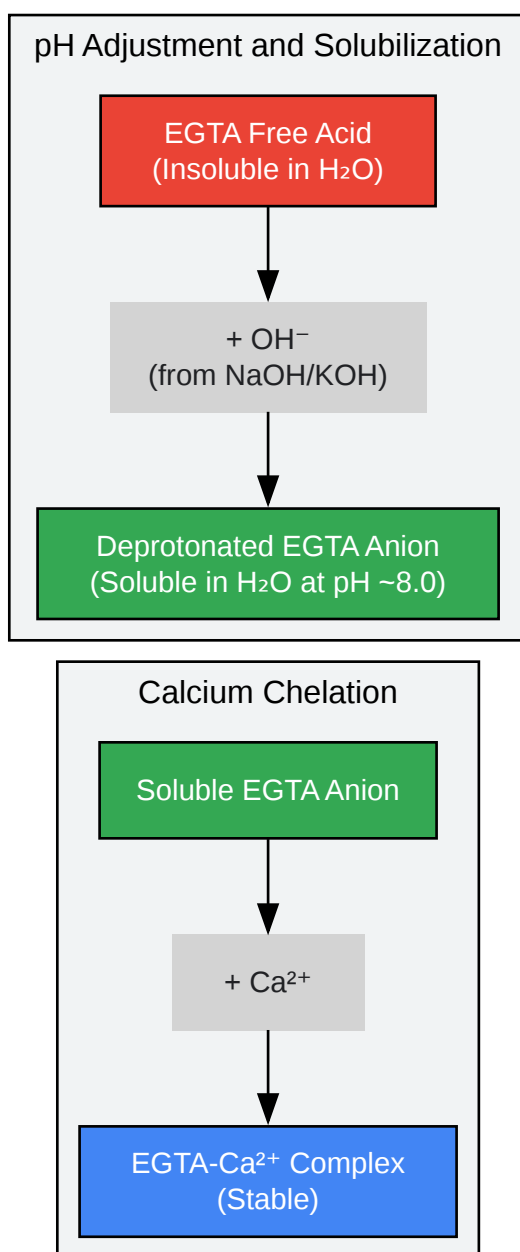 pH Adjustment and Solubilization
EGTA Free Acid
(Insoluble in H₂O)
+ OH⁻
(from NaOH/KOH)
Deprotonated EGTA Anion
(Soluble in H₂O at pH ~8.0)
Calcium Chelation
Soluble EGTA Anion
+ Ca²⁺
EGTA-Ca²⁺ Complex
(Stable)